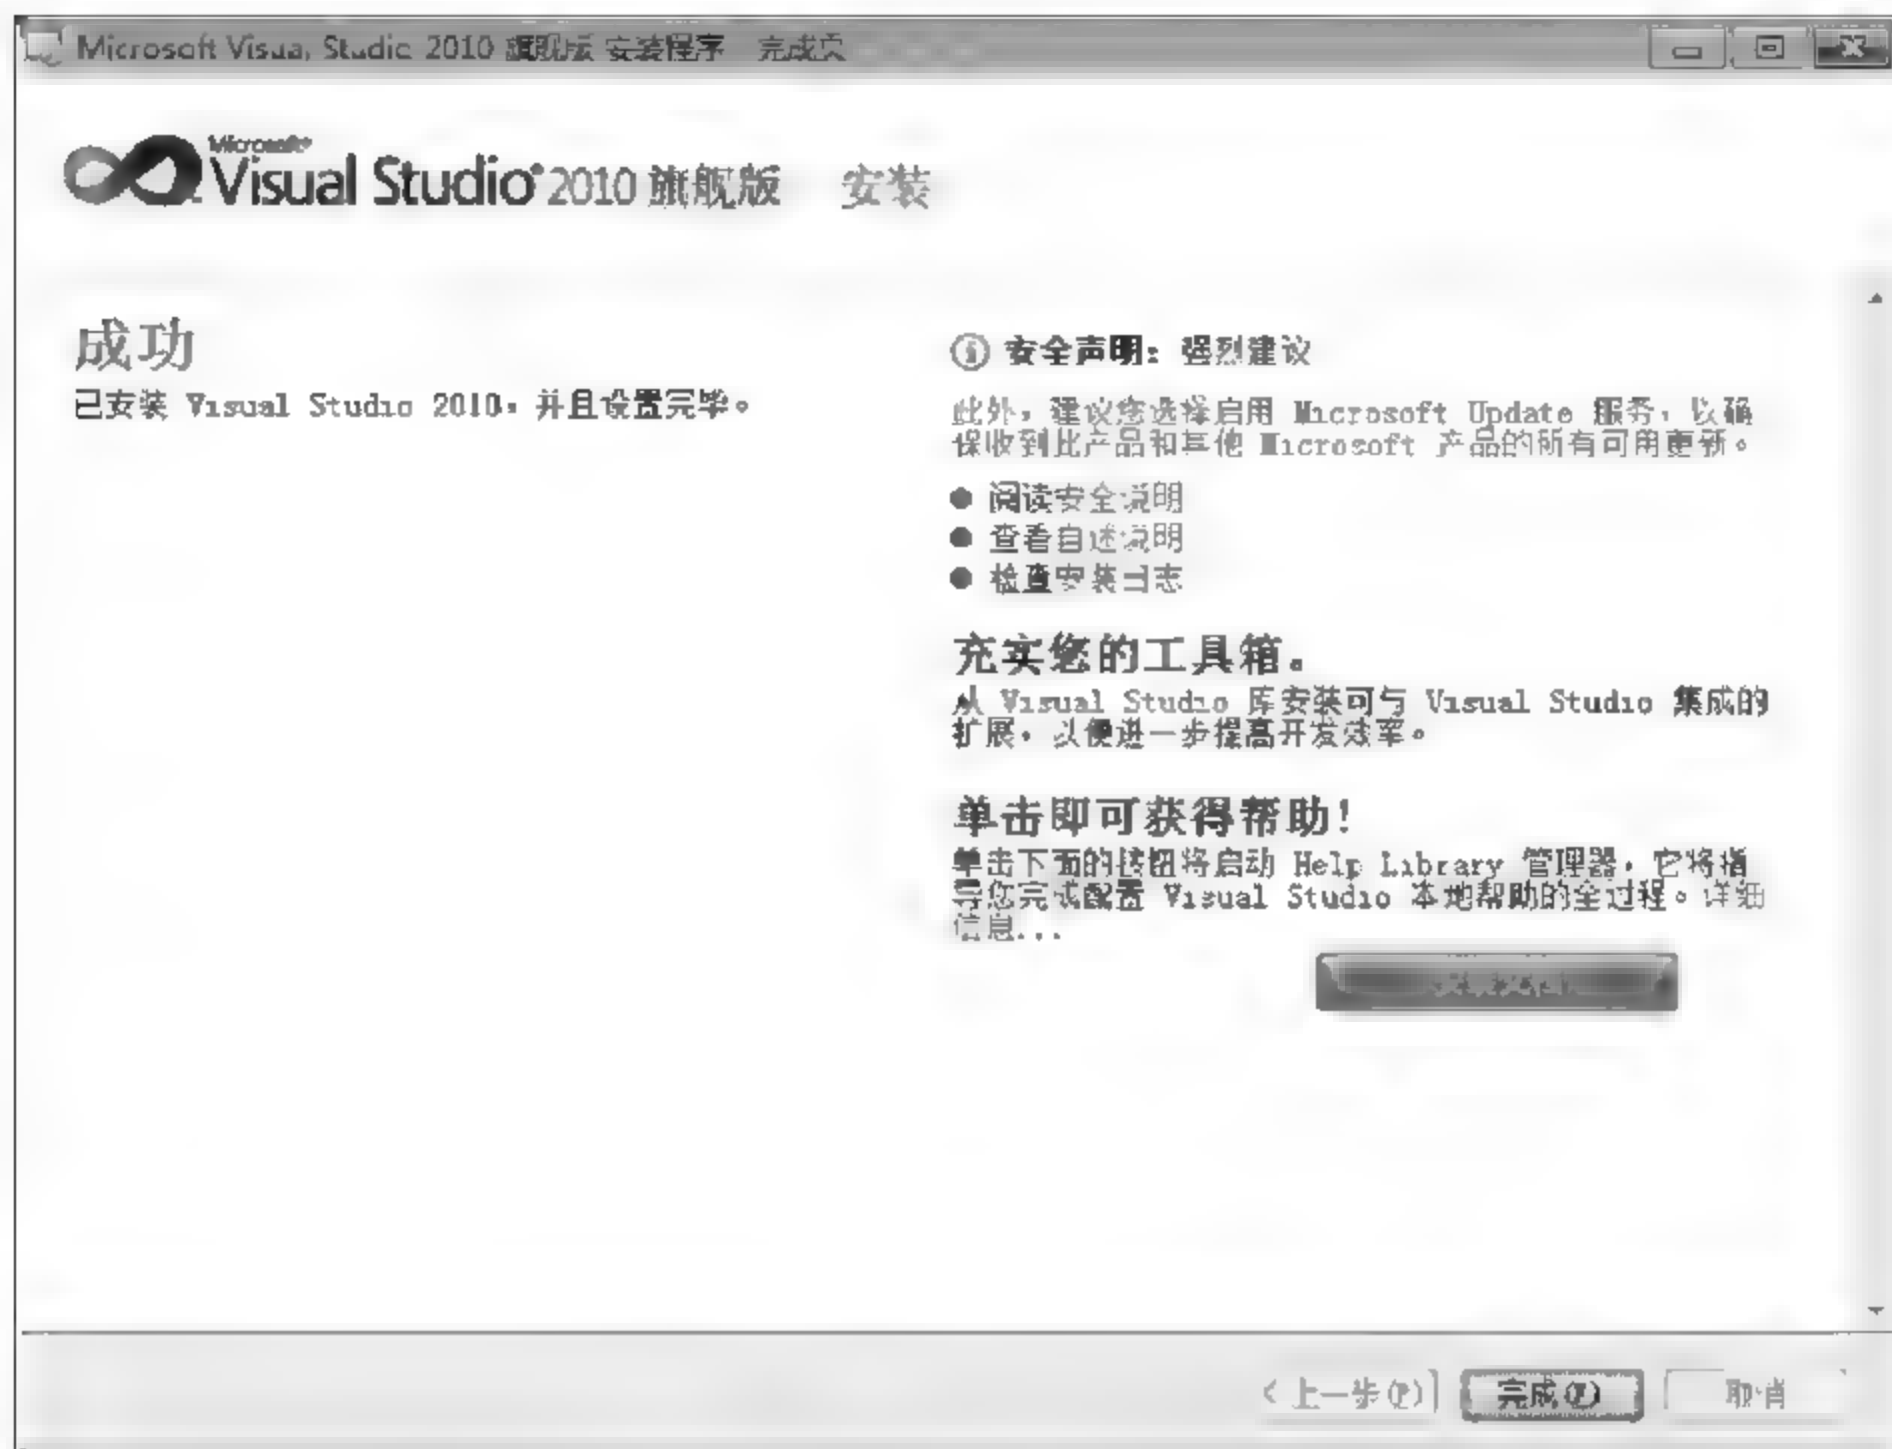 Microsoft Visual Studio 2010 旗舰版 安装程序 - 完成页
Microsoft®
Visual Studio® 2010 旗舰版 安装
成功
已安装 Visual Studio 2010，并且设置完毕。
安全声明：强烈建议
此外，建议您选择启用 Microsoft Update 服务，以确
保收到此产品和其他 Microsoft 产品的所有可用更新。
阅读安全说明
查看自述说明
检查安装日志
充实您的工具箱。
从 Visual Studio 库安装可与 Visual Studio 集成的
扩展，以便进一步提高开发效率。
单击即可获得帮助！
单击下面的按钮将启动 Help Library 管理器，它将指
导您完成配置 Visual Studio 本地帮助的全过程。详细
信息...
< 上一步(P)
完成(F)
取消